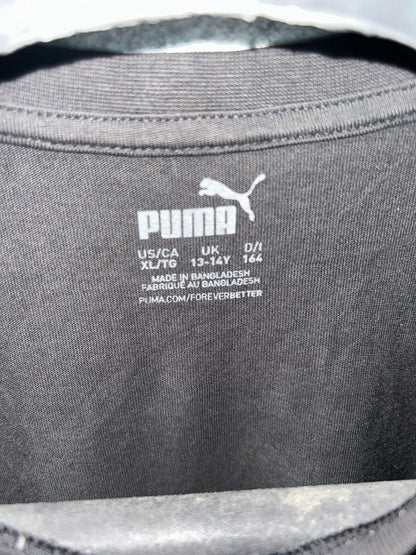 PUMA
US/CA UK D/I
XL/TG 13-14Y 164
MADE IN BANGLADESH
FABRIQUÉ AU BANGLADESH
PUMA.COM/FOREVERBETTER